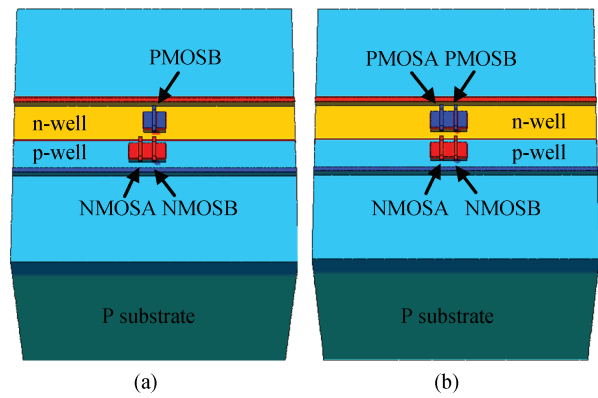 PMOSB
n-well
p-well
NMOSA NMOSB
P substrate
(a)
PMOSA PMOSB
n-well
p-well
NMOSA NMOSB
P substrate
(b)